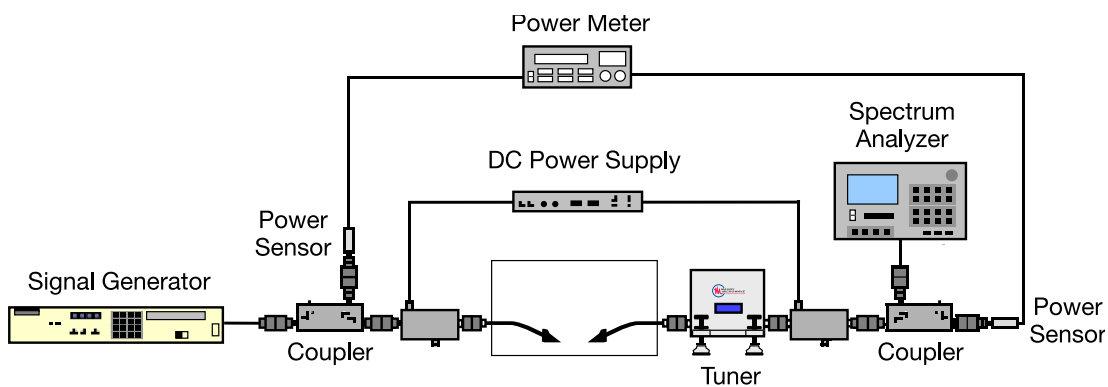 Power Meter
Spectrum
Analyzer
DC Power Supply
Power
Sensor
Signal Generator
Coupler
Tuner
Coupler
Power
Sensor